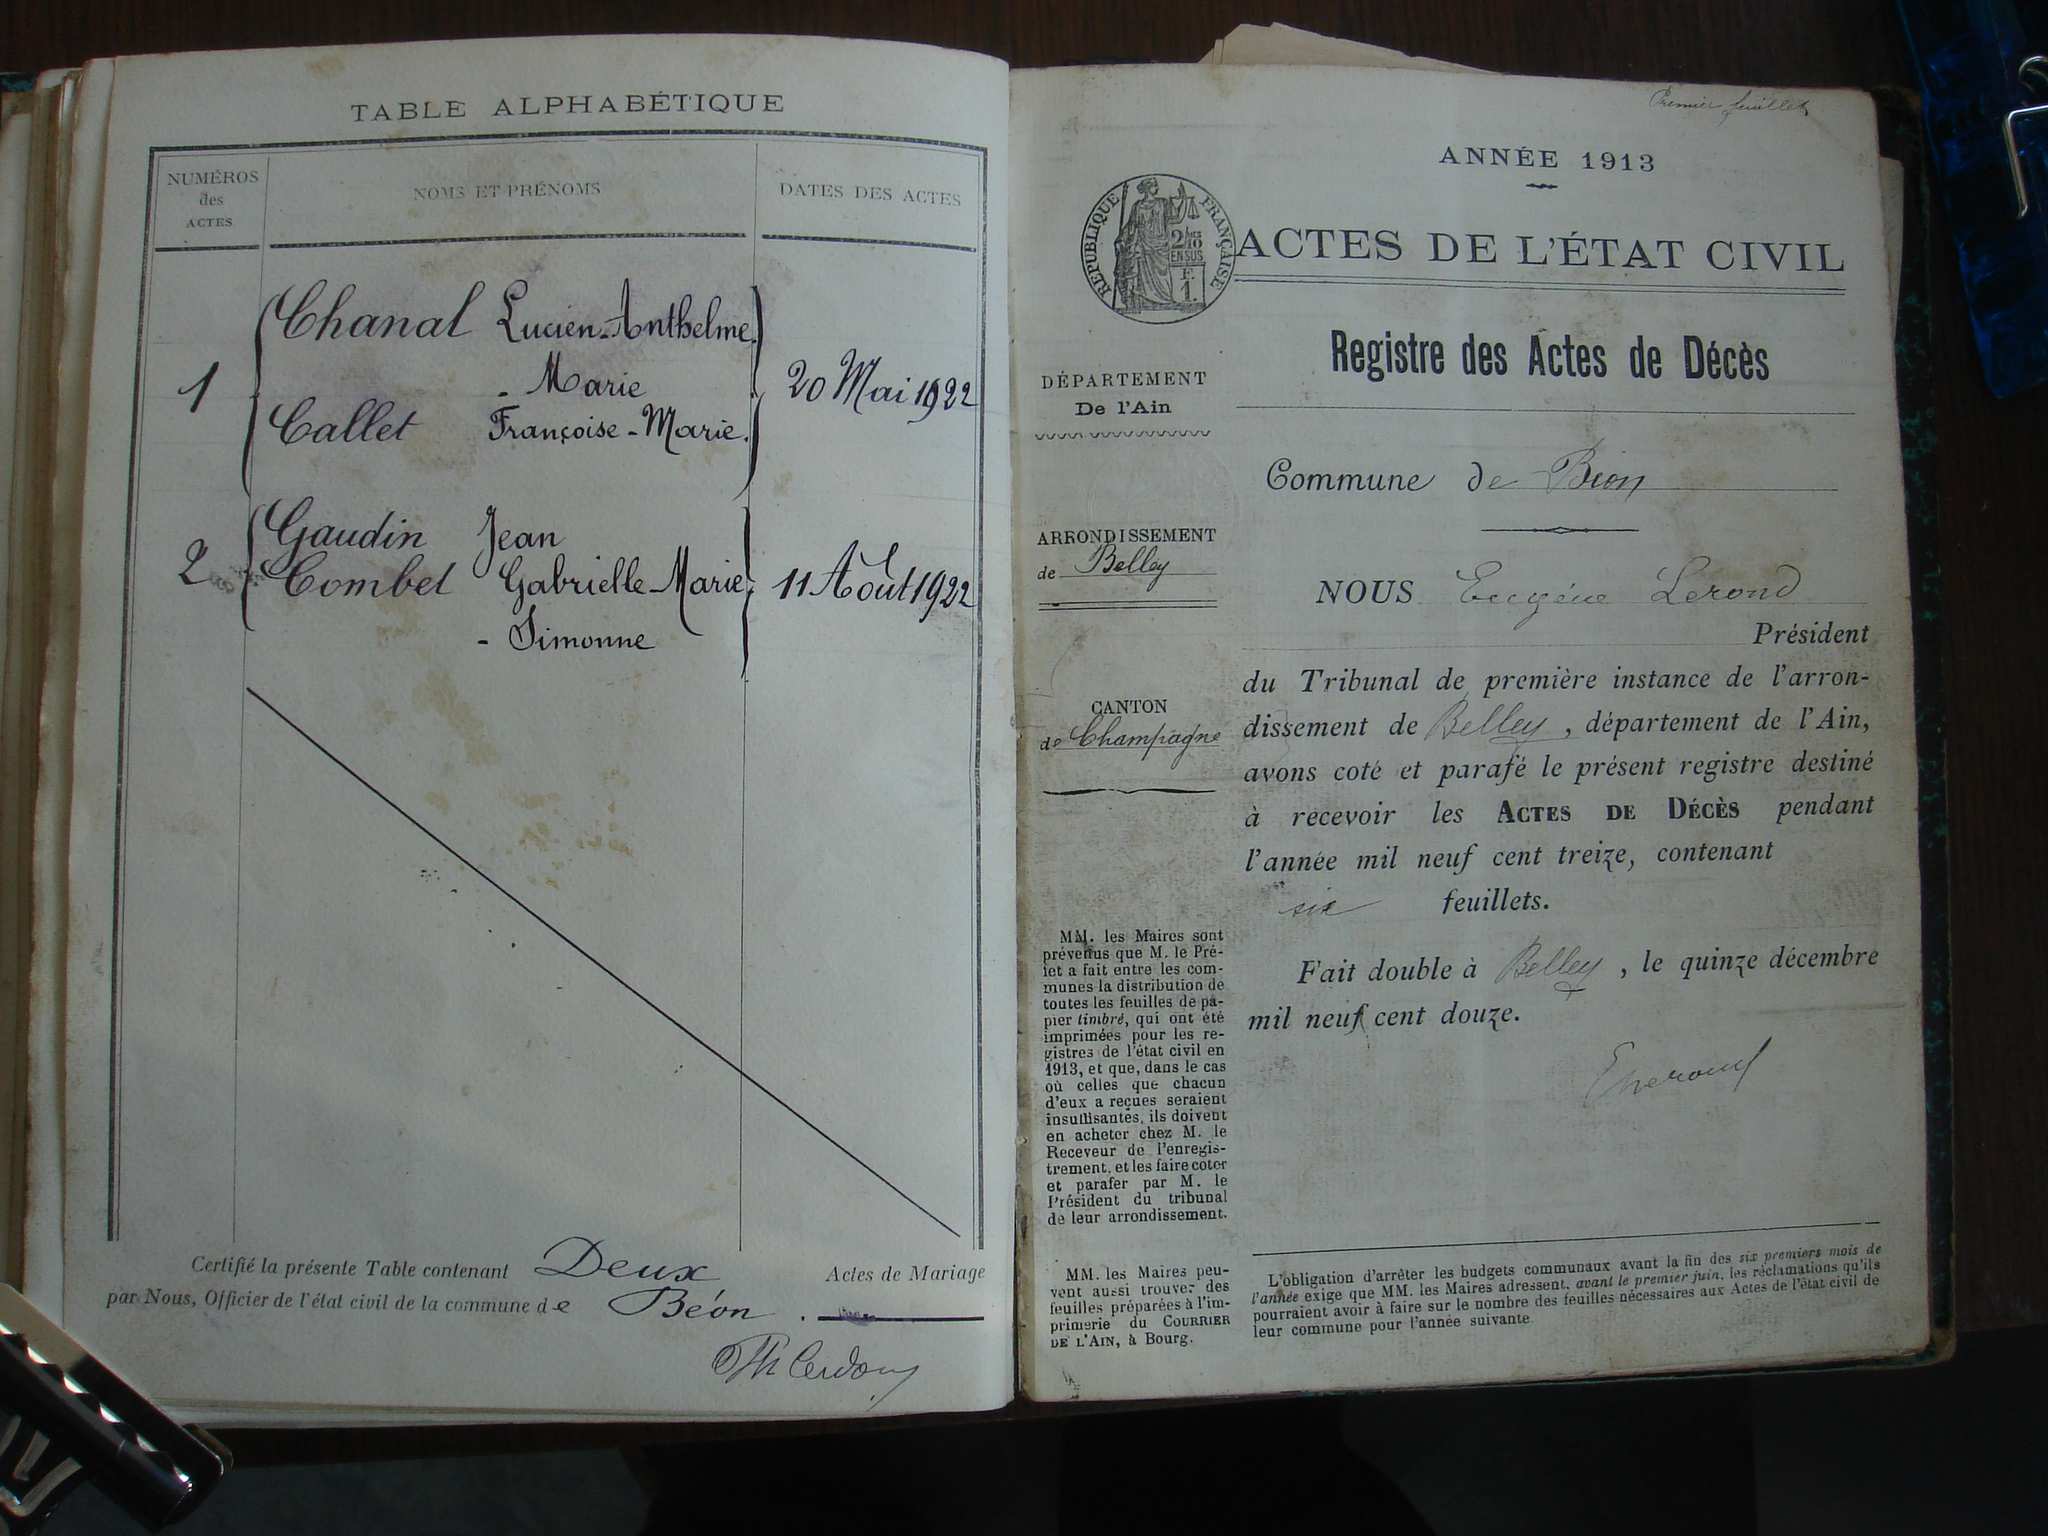 TABLE ALPHABÉTIQUE
NUMÉROS
des
ACTES
NOMS ET PRÉNOMS
DATES DES ACTES
1
Chanal Lucien-Anthelme
- Marie
Callet Françoise-Marie.
20 Mai 1922
2
Gaudin Jean
Combet Gabrielle-Marie
- Simonne
11 Août 1922
Certifié la présente Table contenant Deux Actes de Mariage
par Nous, Officier de l'état civil de la commune de Béon.
Premier feuillet
ANNÉE 1913
RÉPUBLIQUE FRANÇAISE
2/10
EN SUS
F.
1.
ACTES DE L'ÉTAT CIVIL
Registre des Actes de Décès
DÉPARTEMENT
De l'Ain
ARRONDISSEMENT
de Belley
CANTON
de Champagne
MM. les Maires sont
prévenus que M. le Pré-
fet a fait entre les com-
munes la distribution de
toutes les feuilles de pa-
pier timbré, qui ont été
imprimées pour les re-
gistres de l'état civil en
1913, et que, dans le cas
où celles que chacun
d'eux a reçues seraient
insuffisantes, ils doivent
en acheter chez M. le
Receveur de l'enregis-
trement, et les faire coter
et parafer par M. le
Président du tribunal
de leur arrondissement.
MM. les Maires peu-
vent aussi trouver des
feuilles préparées à l'im-
primerie du COURRIER
DE L'AIN, à Bourg.
Commune de Béon
NOUS Eugène Lerond
Président
du Tribunal de première instance de l'arron-
dissement de Belley, département de l'Ain,
avons coté et parafé le présent registre destiné
à recevoir les ACTES DE DÉCÈS pendant
l'année mil neuf cent treize, contenant
six feuillets.
Fait double à Belley, le quinze décembre
mil neuf cent douze.
L'obligation d'arrêter les budgets communaux avant la fin des six premiers mois de
l'année exige que MM. les Maires adressent, avant le premier juin, les réclamations qu'ils
pourraient avoir à faire sur le nombre des feuilles nécessaires aux Actes de l'état civil de
leur commune pour l'année suivante